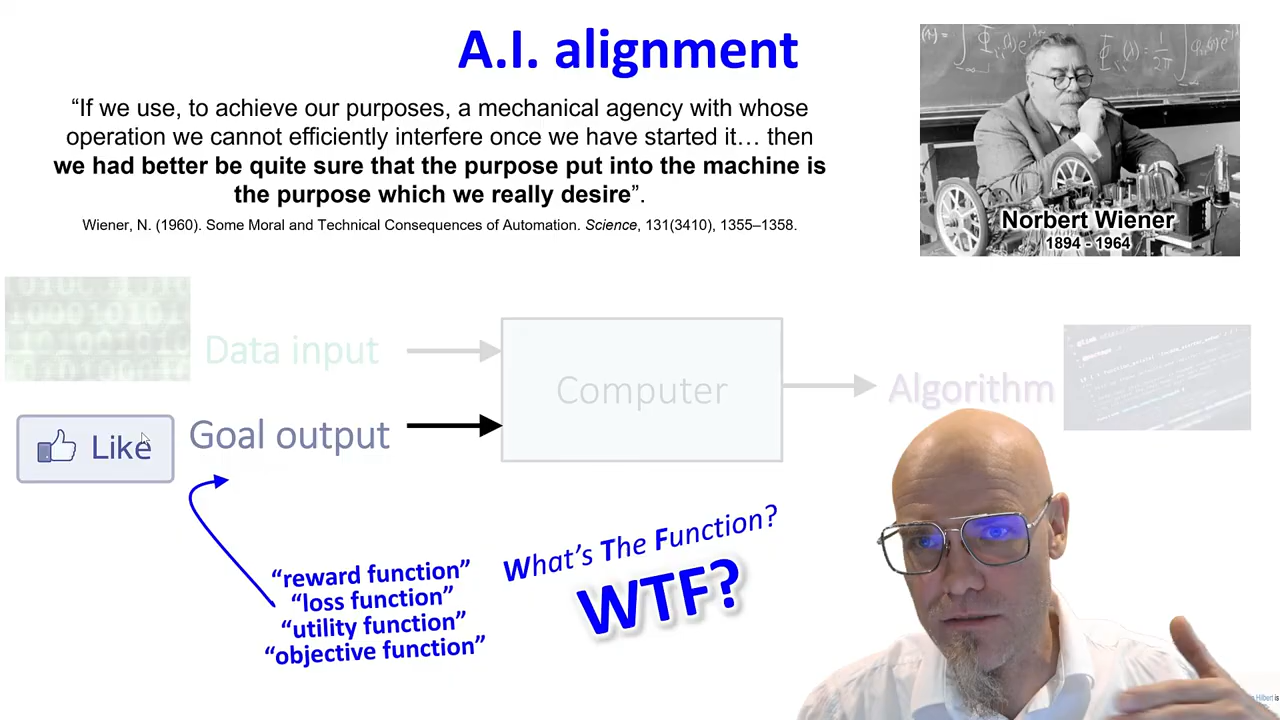 A.I. alignment
“If we use, to achieve our purposes, a mechanical agency with whose
operation we cannot efficiently interfere once we have started it… then
we had better be quite sure that the purpose put into the machine is
the purpose which we really desire”.
Wiener, N. (1960). Some Moral and Technical Consequences of Automation. Science, 131(3410), 1355–1358.
Norbert Wiener
1894 - 1964
Data input
Computer
Algorithm
Like
Goal output
What’s The Function?
WTF?
“reward function”
“loss function”
“utility function”
“objective function”
Hilbert is